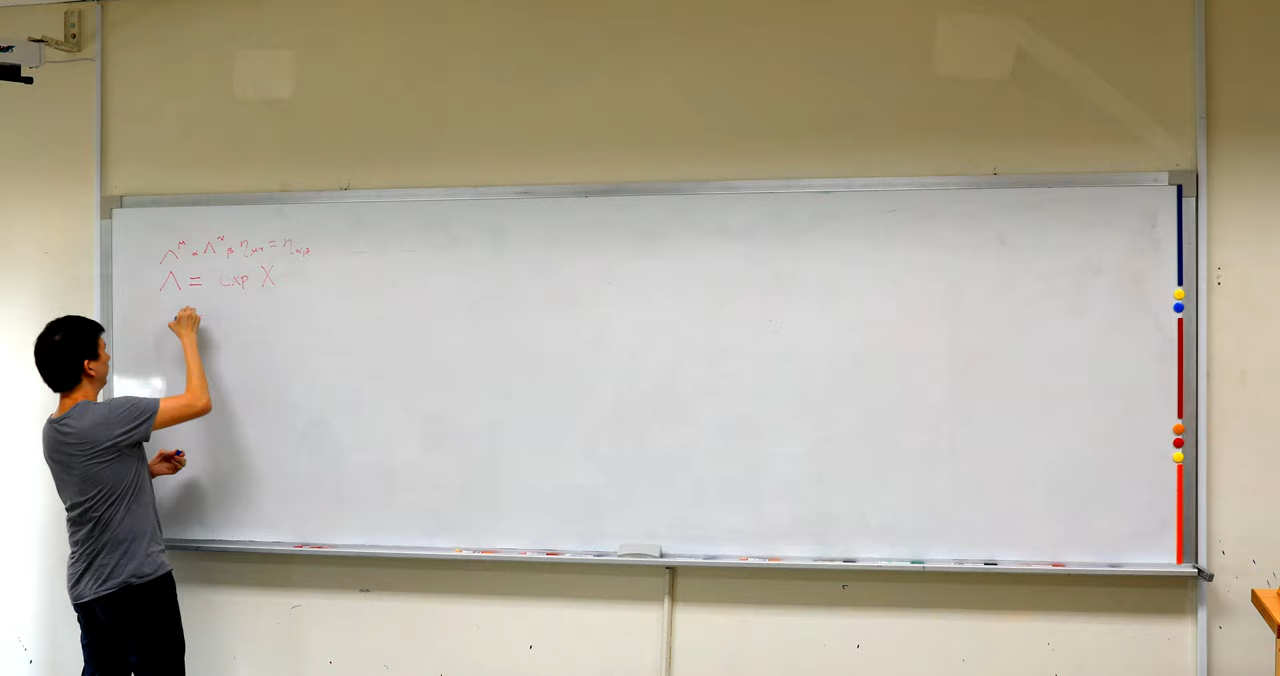 Λ^μ_α Λ^ν_β η_μν = η_αβ
Λ = exp X